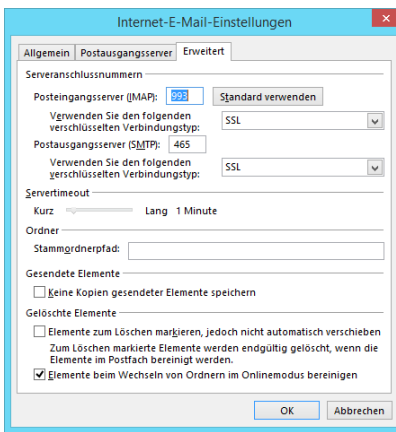 Internet-E-Mail-Einstellungen
Allgemein Postausgangsserver Erweitert
Serveranschlussnummern
Posteingangsserver (IMAP): 993 Standard verwenden
Verwenden Sie den folgenden
verschlüsselten Verbindungstyp: SSL
Postausgangsserver (SMTP): 465
Verwenden Sie den folgenden
verschlüsselten Verbindungstyp: SSL
Servertimeout
Kurz Lang 1 Minute
Ordner
Stammordnerpfad:
Gesendete Elemente
Keine Kopien gesendeter Elemente speichern
Gelöschte Elemente
Elemente zum Löschen markieren, jedoch nicht automatisch verschieben
Zum Löschen markierte Elemente werden endgültig gelöscht, wenn die
Elemente im Postfach bereinigt werden.
Elemente beim Wechseln von Ordnern im Onlinemodus bereinigen
OK Abbrechen